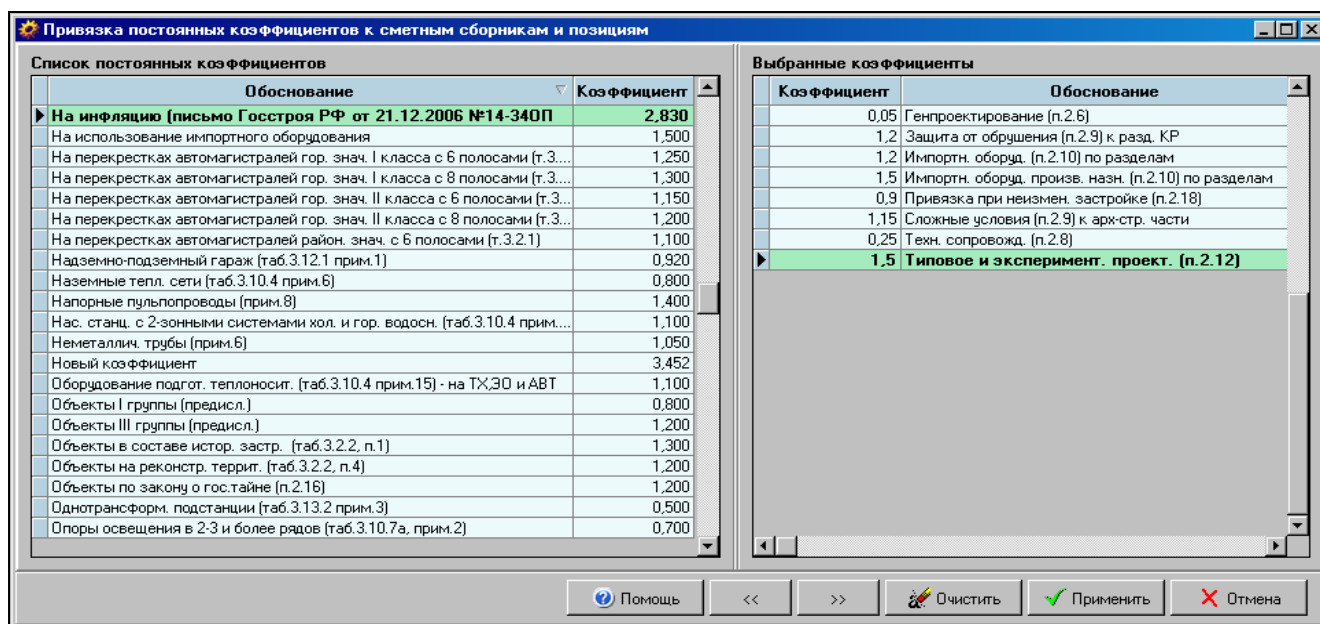 Привязка постоянных коэффициентов к сметным сборникам и позициям
Список постоянных коэффициентов
Обоснование Коэффициент
На инфляцию (письмо Госстроя РФ от 21.12.2006 №14-34ОП 2,830
На использование импортного оборудования 1,500
На перекрестках автомагистралей гор. знач. I класса с 6 полосами (т.3.... 1,250
На перекрестках автомагистралей гор. знач. I класса с 8 полосами (т.3.... 1,300
На перекрестках автомагистралей гор. знач. II класса с 6 полосами (т.3... 1,150
На перекрестках автомагистралей гор. знач. II класса с 8 полосами (т.3... 1,200
На перекрестках автомагистралей район. знач. с 6 полосами (т.3.2.1) 1,100
Надземно-подземный гараж (таб.3.12.1 прим.1) 0,920
Наземные тепл. сети (таб.3.10.4 прим.6) 0,800
Напорные пульпопроводы (прим.8) 1,400
Нас. станц. с 2-зонными системами хол. и гор. водосн. (таб.3.10.4 прим.... 1,100
Неметаллич. трубы (прим.6) 1,050
Новый коэффициент 3,452
Оборудование подгот. теплоносит. (таб.3.10.4 прим.15) - на ТХ,ЭО и АВТ 1,100
Объекты I группы (предисл.) 0,800
Объекты III группы (предисл.) 1,200
Объекты в составе истор. застр. (таб.3.2.2, п.1) 1,300
Объекты на реконстр. террит. (таб.3.2.2, п.4) 1,200
Объекты по закону о гос.тайне (п.2.16) 1,200
Однотрансформ. подстанции (таб.3.13.2 прим.3) 0,500
Опоры освещения в 2-3 и более рядов (таб.3.10.7а, прим.2) 0,700
Выбранные коэффициенты
Коэффициент Обоснование
0,05 Генпроектирование (п.2.6)
1,2 Защита от обрушения (п.2.9) к разд. КР
1,2 Импортн. оборуд. (п.2.10) по разделам
1,5 Импортн. оборуд. произв. назн. (п.2.10) по разделам
0,9 Привязка при неизмен. застройке (п.2.18)
1,15 Сложные условия (п.2.9) к арх-стр. части
0,25 Техн. сопровожд. (п.2.8)
1,5 Типовое и эксперимент. проект. (п.2.12)
Помощь << >> Очистить Применить Отмена